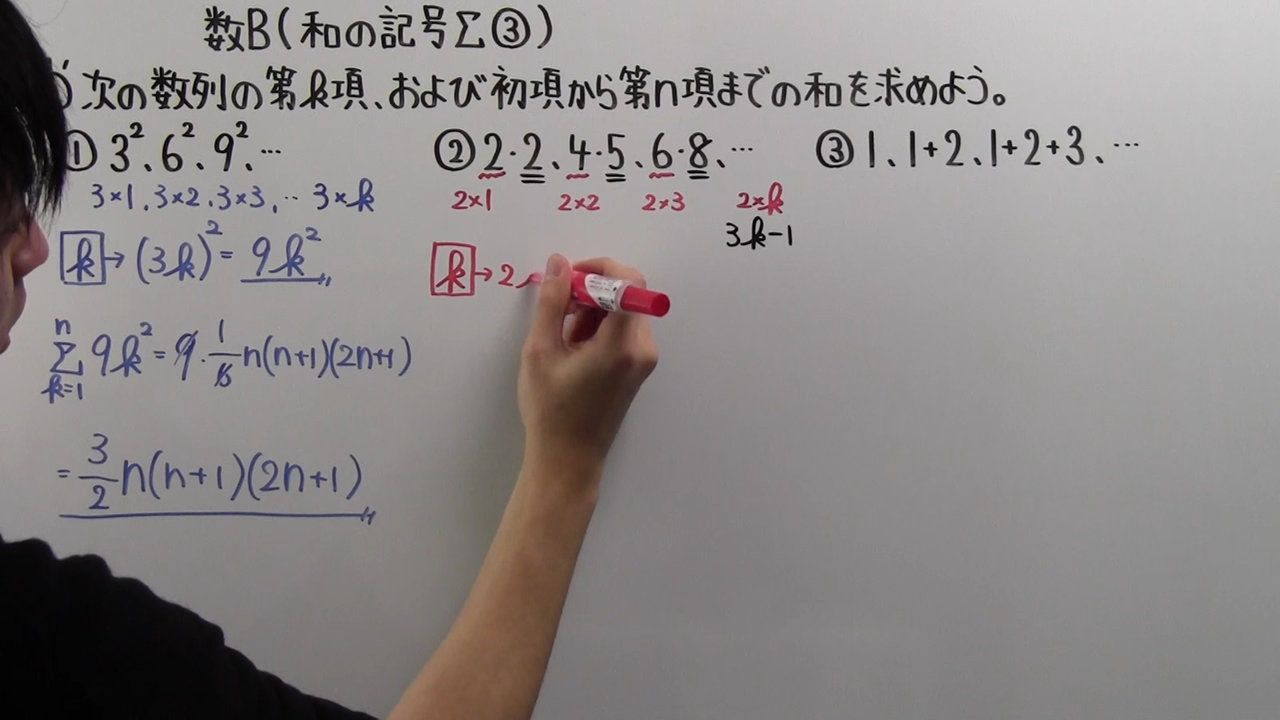 数B(和の記号Σ③)
次の数列の第k項、および初項から第n項までの和を求めよう。
① 3²、6²、9²、…
3×1、3×2、3×3、… 3×k
k → (3k)² = 9k²
n
Σ 9k² = 9・1/6 n(n+1)(2n+1)
k=1
= 3/2 n(n+1)(2n+1)
② 2・2、4・5、6・8、…
2×1 2×2 2×3 2×k
3k-1
k → 2
③ 1、1+2、1+2+3、…